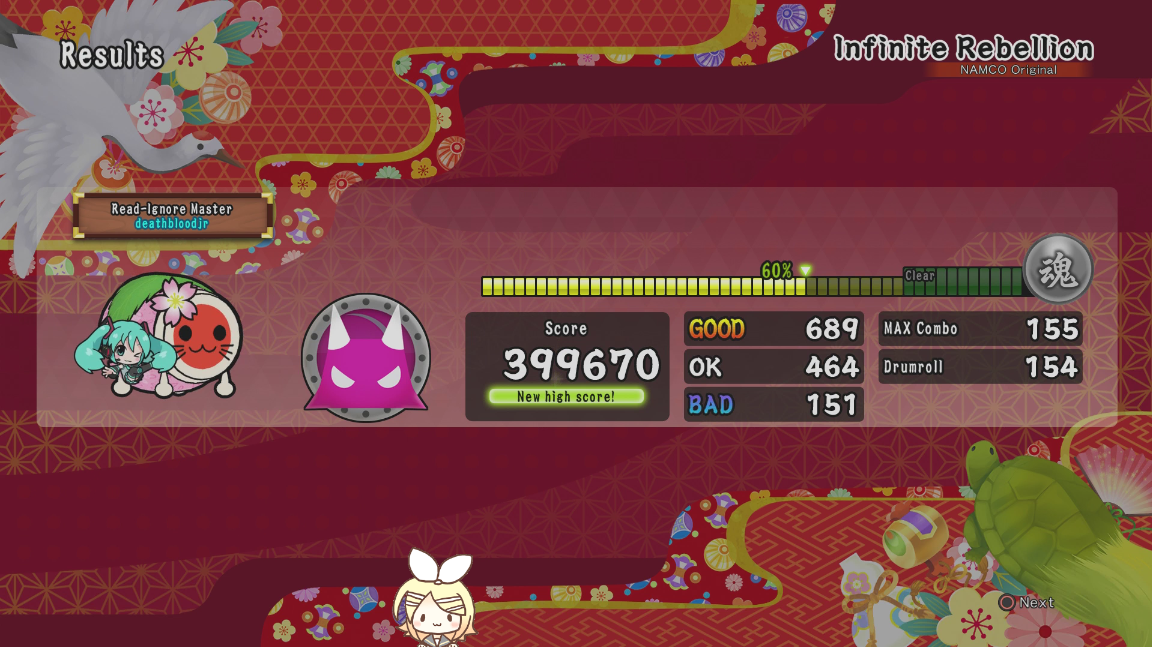 Results
Infinite Rebellion
NAMCO Original
Read-Ignore Master
deathbloodjr
60%
Clear
魂
Score
399670
New high score!
GOOD 689
OK 464
BAD 151
MAX Combo 155
Drumroll 154
Next